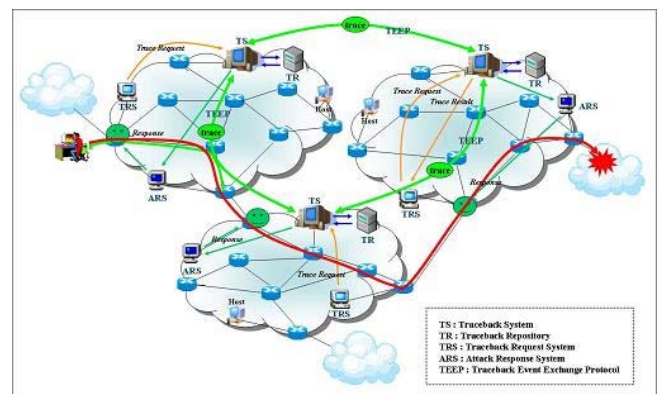 trace
TEEP
TS
Trace Request
TR
TRS
TEEP
Host
trace
Response
ARS
TS
TR
Trace Request
Trace Result
ARS
Host
TEEP
trace
TRS
Response
TS
TR
Response
ARS
Trace Request
Host
TRS
TS : Traceback System
TR : Traceback Repository
TRS : Traceback Request System
ARS : Attack Response System
TEEP : Traceback Event Exchange Protocol